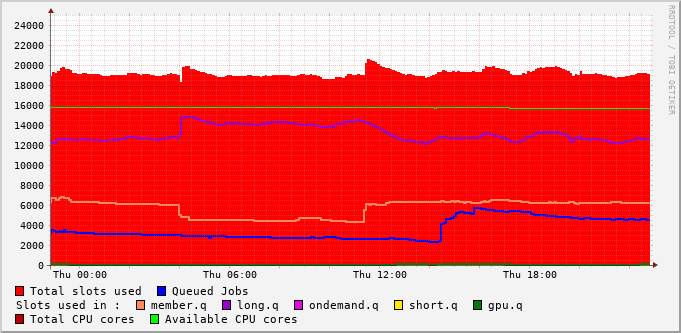 24000
22000
20000
18000
16000
14000
12000
10000
8000
6000
4000
2000
0
Thu 00:00 Thu 06:00 Thu 12:00 Thu 18:00
RRDTOOL / TOBI OETIKER
Total slots used Queued Jobs
Slots used in : member.q long.q ondemand.q short.q gpu.q
Total CPU cores Available CPU cores